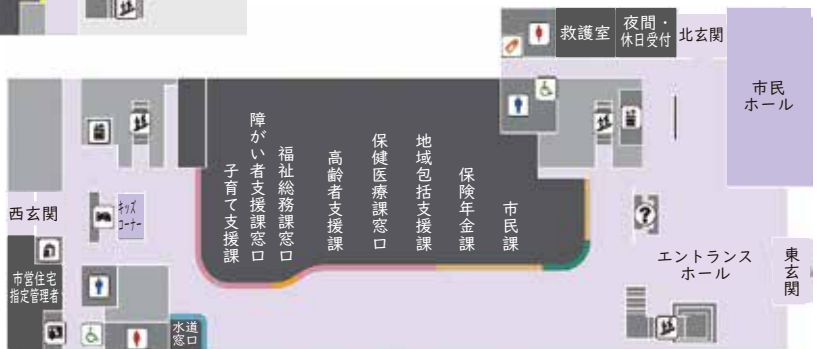 救護室
夜間・
休日受付
北玄関
市民
ホール
障がい者支援課窓口
子育て支援課
福祉総務課窓口
高齢者支援課
保健医療課窓口
地域包括支援課
保険年金課
市民課
西玄関
キッズ
コーナー
市営住宅
指定管理者
水道
窓口
?
エントランス
ホール
東玄関